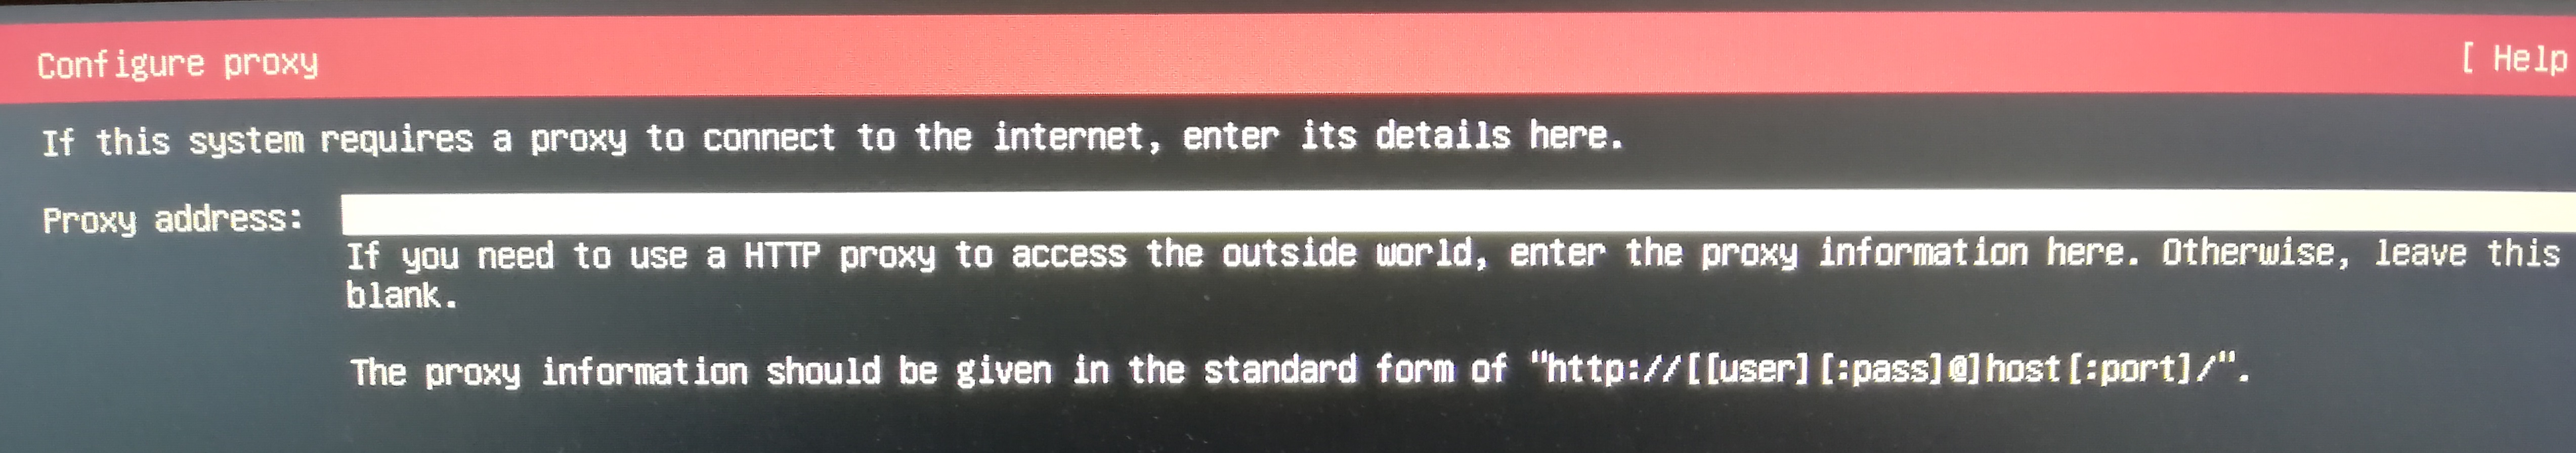 Configure proxy [ Help
If this system requires a proxy to connect to the internet, enter its details here.
Proxy address:
If you need to use a HTTP proxy to access the outside world, enter the proxy information here. Otherwise, leave this
blank.
The proxy information should be given in the standard form of "http://[[user][:pass]@]host[:port]/".